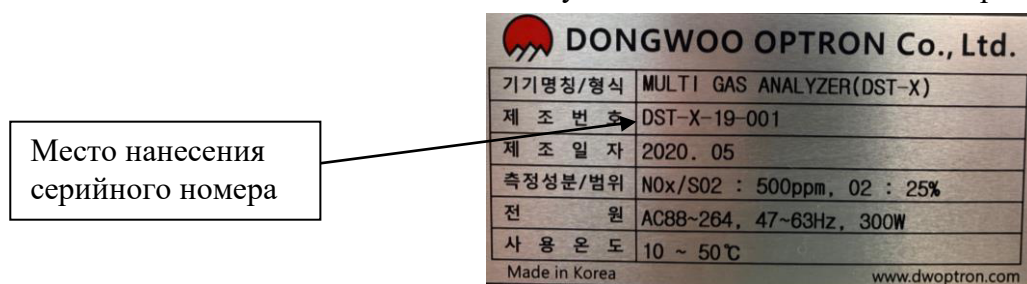 Место нанесения
серийного номера
DONGWOO OPTRON Co., Ltd.
기기명칭/형식 MULTI GAS ANALYZER(DST-X)
제 조 번 호 DST-X-19-001
제 조 일 자 2020. 05
측정성분/범위 NOx/SO2 : 500ppm, O2 : 25%
전 원 AC88~264, 47~63Hz, 300W
사 용 온 도 10 ~ 50℃
Made in Korea www.dwoptron.com